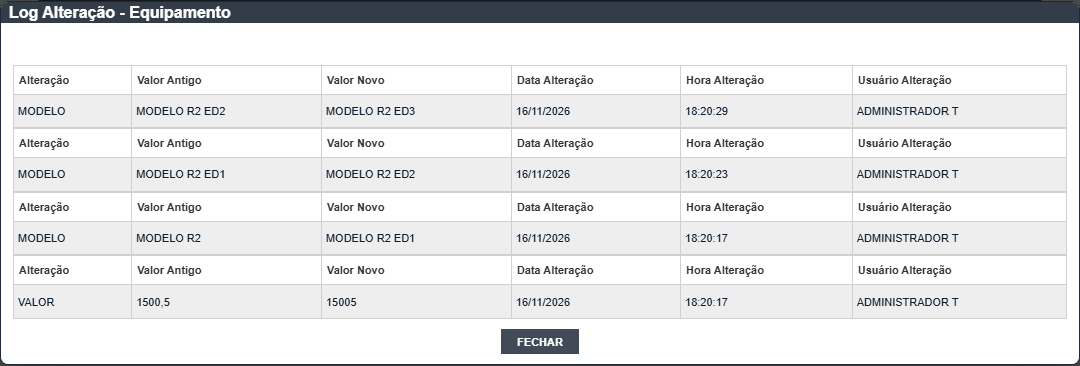 Log Alteração - Equipamento
Alteração Valor Antigo Valor Novo Data Alteração Hora Alteração Usuário Alteração
MODELO MODELO R2 ED2 MODELO R2 ED3 16/11/2026 18:20:29 ADMINISTRADOR T
Alteração Valor Antigo Valor Novo Data Alteração Hora Alteração Usuário Alteração
MODELO MODELO R2 ED1 MODELO R2 ED2 16/11/2026 18:20:23 ADMINISTRADOR T
Alteração Valor Antigo Valor Novo Data Alteração Hora Alteração Usuário Alteração
MODELO MODELO R2 MODELO R2 ED1 16/11/2026 18:20:17 ADMINISTRADOR T
Alteração Valor Antigo Valor Novo Data Alteração Hora Alteração Usuário Alteração
VALOR 1500,5 15005 16/11/2026 18:20:17 ADMINISTRADOR T
FECHAR